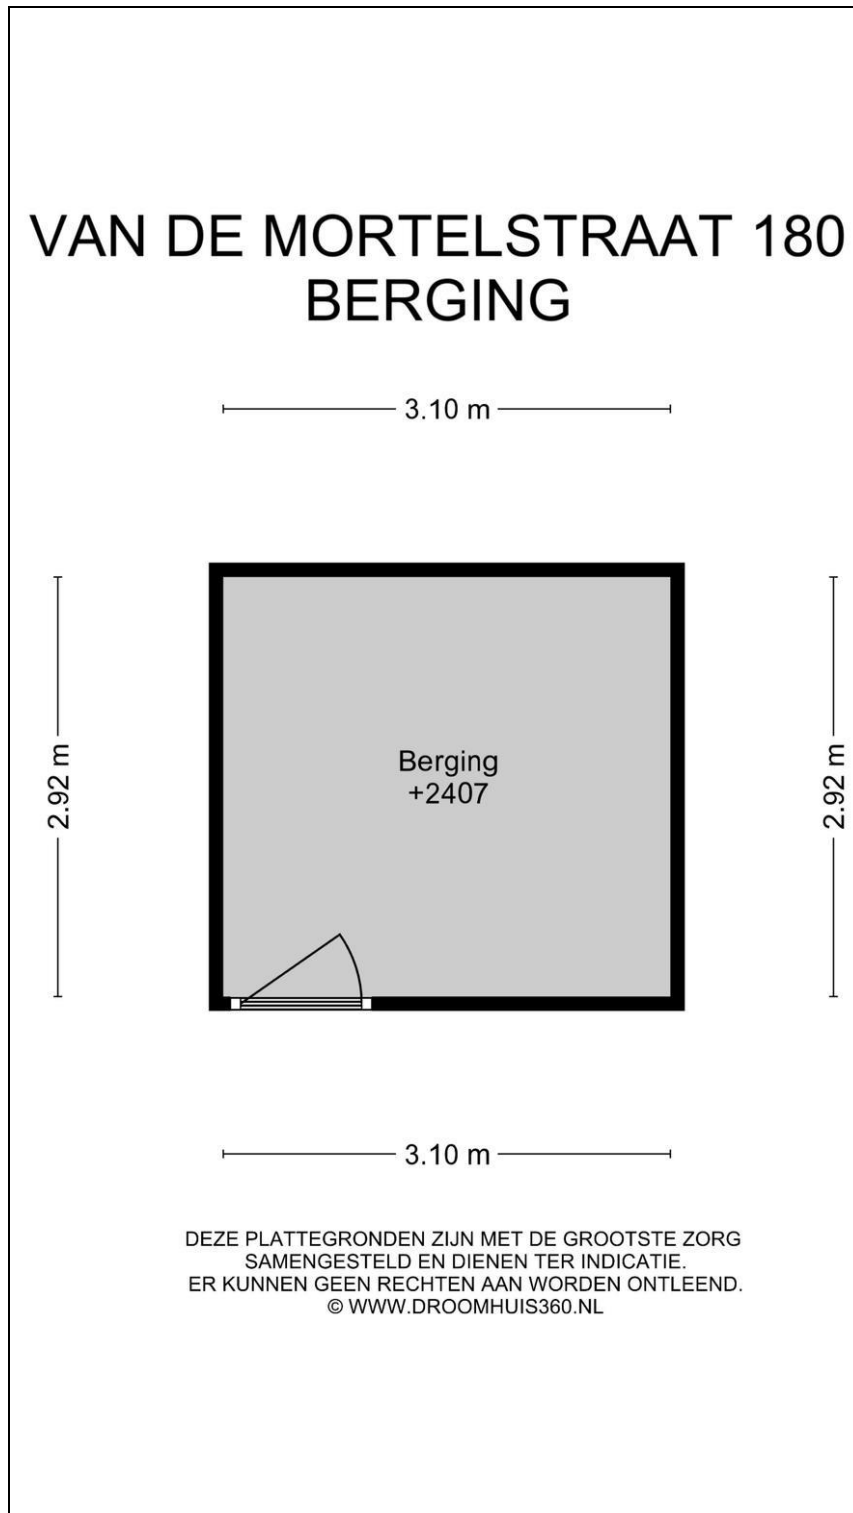 VAN DE MORTELSTRAAT 180
BERGING
3.10 m
2.92 m
Berging
+2407
2.92 m
3.10 m
DEZE PLATTEGRONDEN ZIJN MET DE GROOTSTE ZORG
SAMENGESTELD EN DIENEN TER INDICATIE.
ER KUNNEN GEEN RECHTEN AAN WORDEN ONTLEEND.
© WWW.DROOMHUIS360.NL